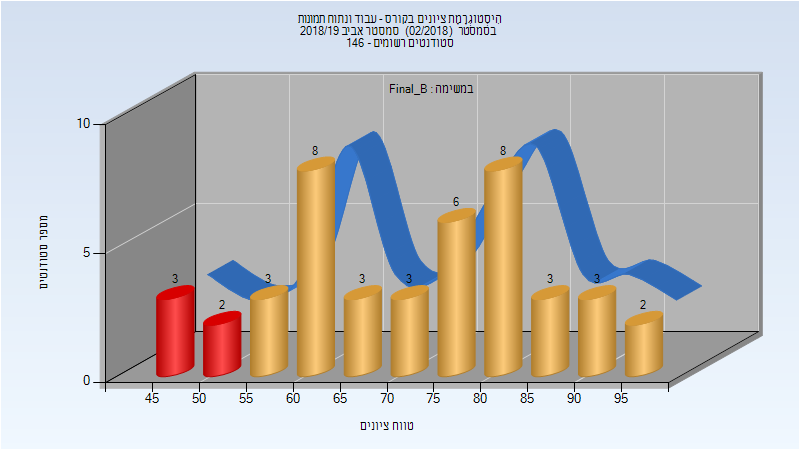 היסטוגרמת ציונים בקורס - עבוד ונתוח תמונות
בסמסטר (02/2018) סמסטר אביב 2018/19
סטודנטים רשומים - 146
במשימה : Final_B
מספר סטודנטים
10
5
0
3
2
3
8
3
3
6
8
3
3
2
45 50 55 60 65 70 75 80 85 90 95
טווח ציונים